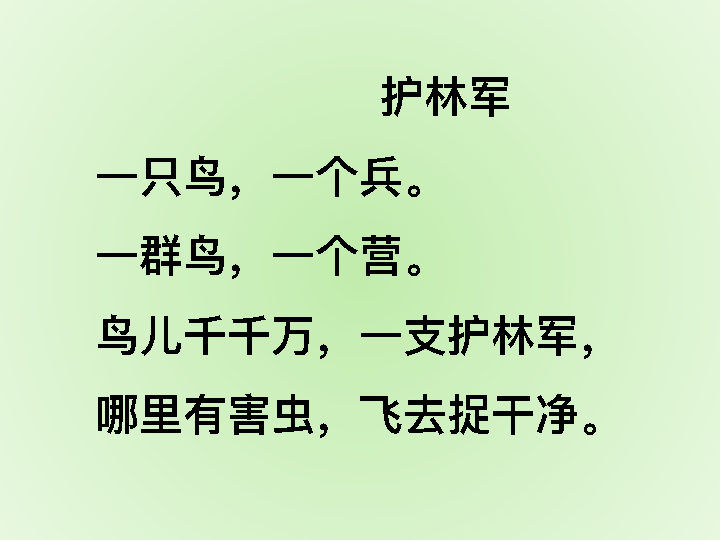 护林军
一只鸟，一个兵。
一群鸟，一个营。
鸟儿千千万，一支护林军，
哪里有害虫，飞去捉干净。